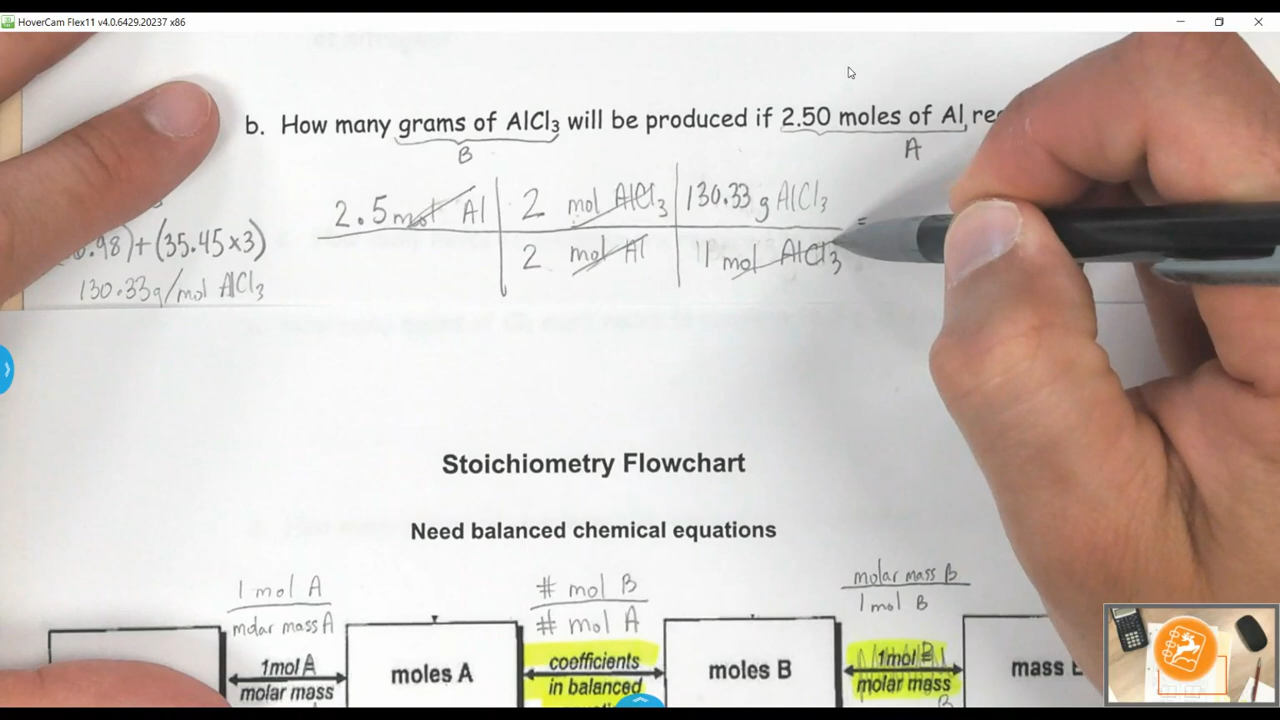 HoverCam Flex11 v4.0.6429.20237 x86
b. How many grams of AlCl3 will be produced if 2.50 moles of Al re
B
A
2.5 mol Al | 2 mol AlCl3 | 130.33 g AlCl3 =
2 mol Al | 1 mol AlCl3
.98)+(35.45×3)
130.33g/mol AlCl3
Stoichiometry Flowchart
Need balanced chemical equations
1 mol A
molar mass A
# mol B
# mol A
molar mass B
1 mol B
1mol A
molar mass
moles A
coefficients
in balanced
moles B
1mol B
molar mass
mass
B